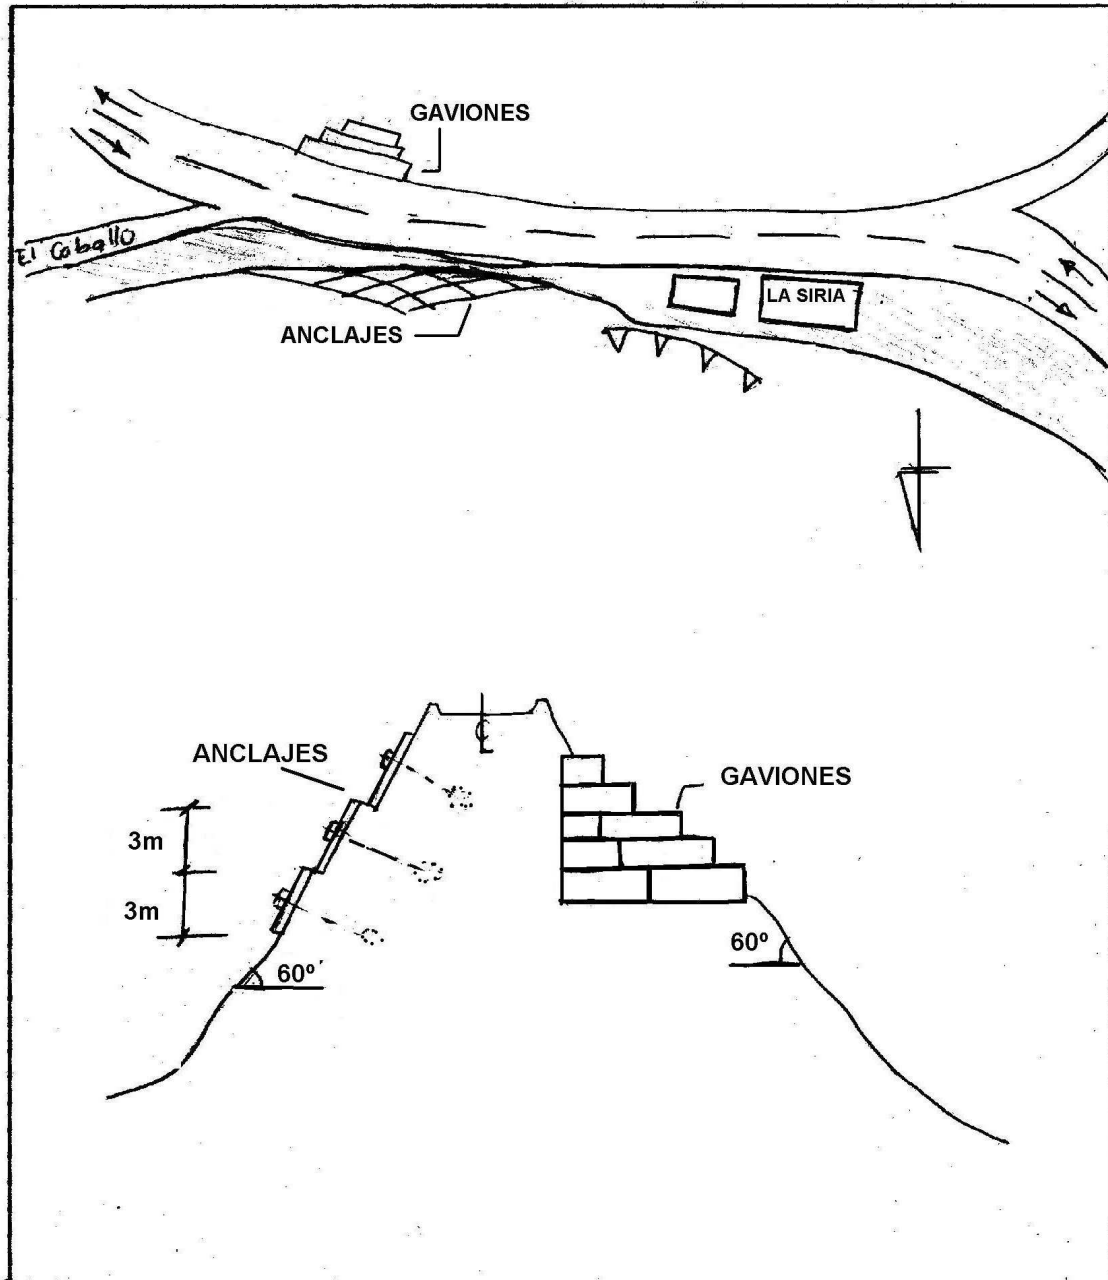 GAVIONES
El Caballo
LA SIRIA
ANCLAJES
ANCLAJES
GAVIONES
3m
3m
60º
60º